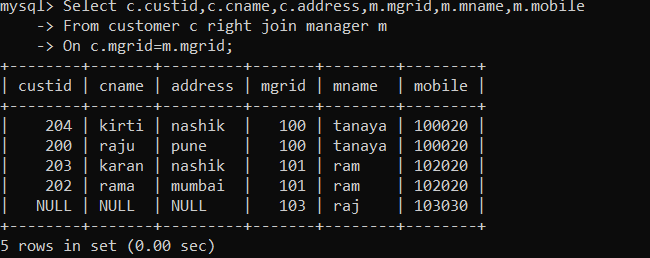 mysql> Select c.custid,c.cname,c.address,m.mgrid,m.mname,m.mobile
    -> From customer c right join manager m
    -> On c.mgrid=m.mgrid;
+--------+-------+---------+-------+--------+--------+
| custid | cname | address | mgrid | mname  | mobile |
+--------+-------+---------+-------+--------+--------+
|    204 | kirti | nashik  |   100 | tanaya | 100020 |
|    200 | raju  | pune    |   100 | tanaya | 100020 |
|    203 | karan | nashik  |   101 | ram    | 102020 |
|    202 | rama  | mumbai  |   101 | ram    | 102020 |
|   NULL | NULL  | NULL    |   103 | raj    | 103030 |
+--------+-------+---------+-------+--------+--------+
5 rows in set (0.00 sec)